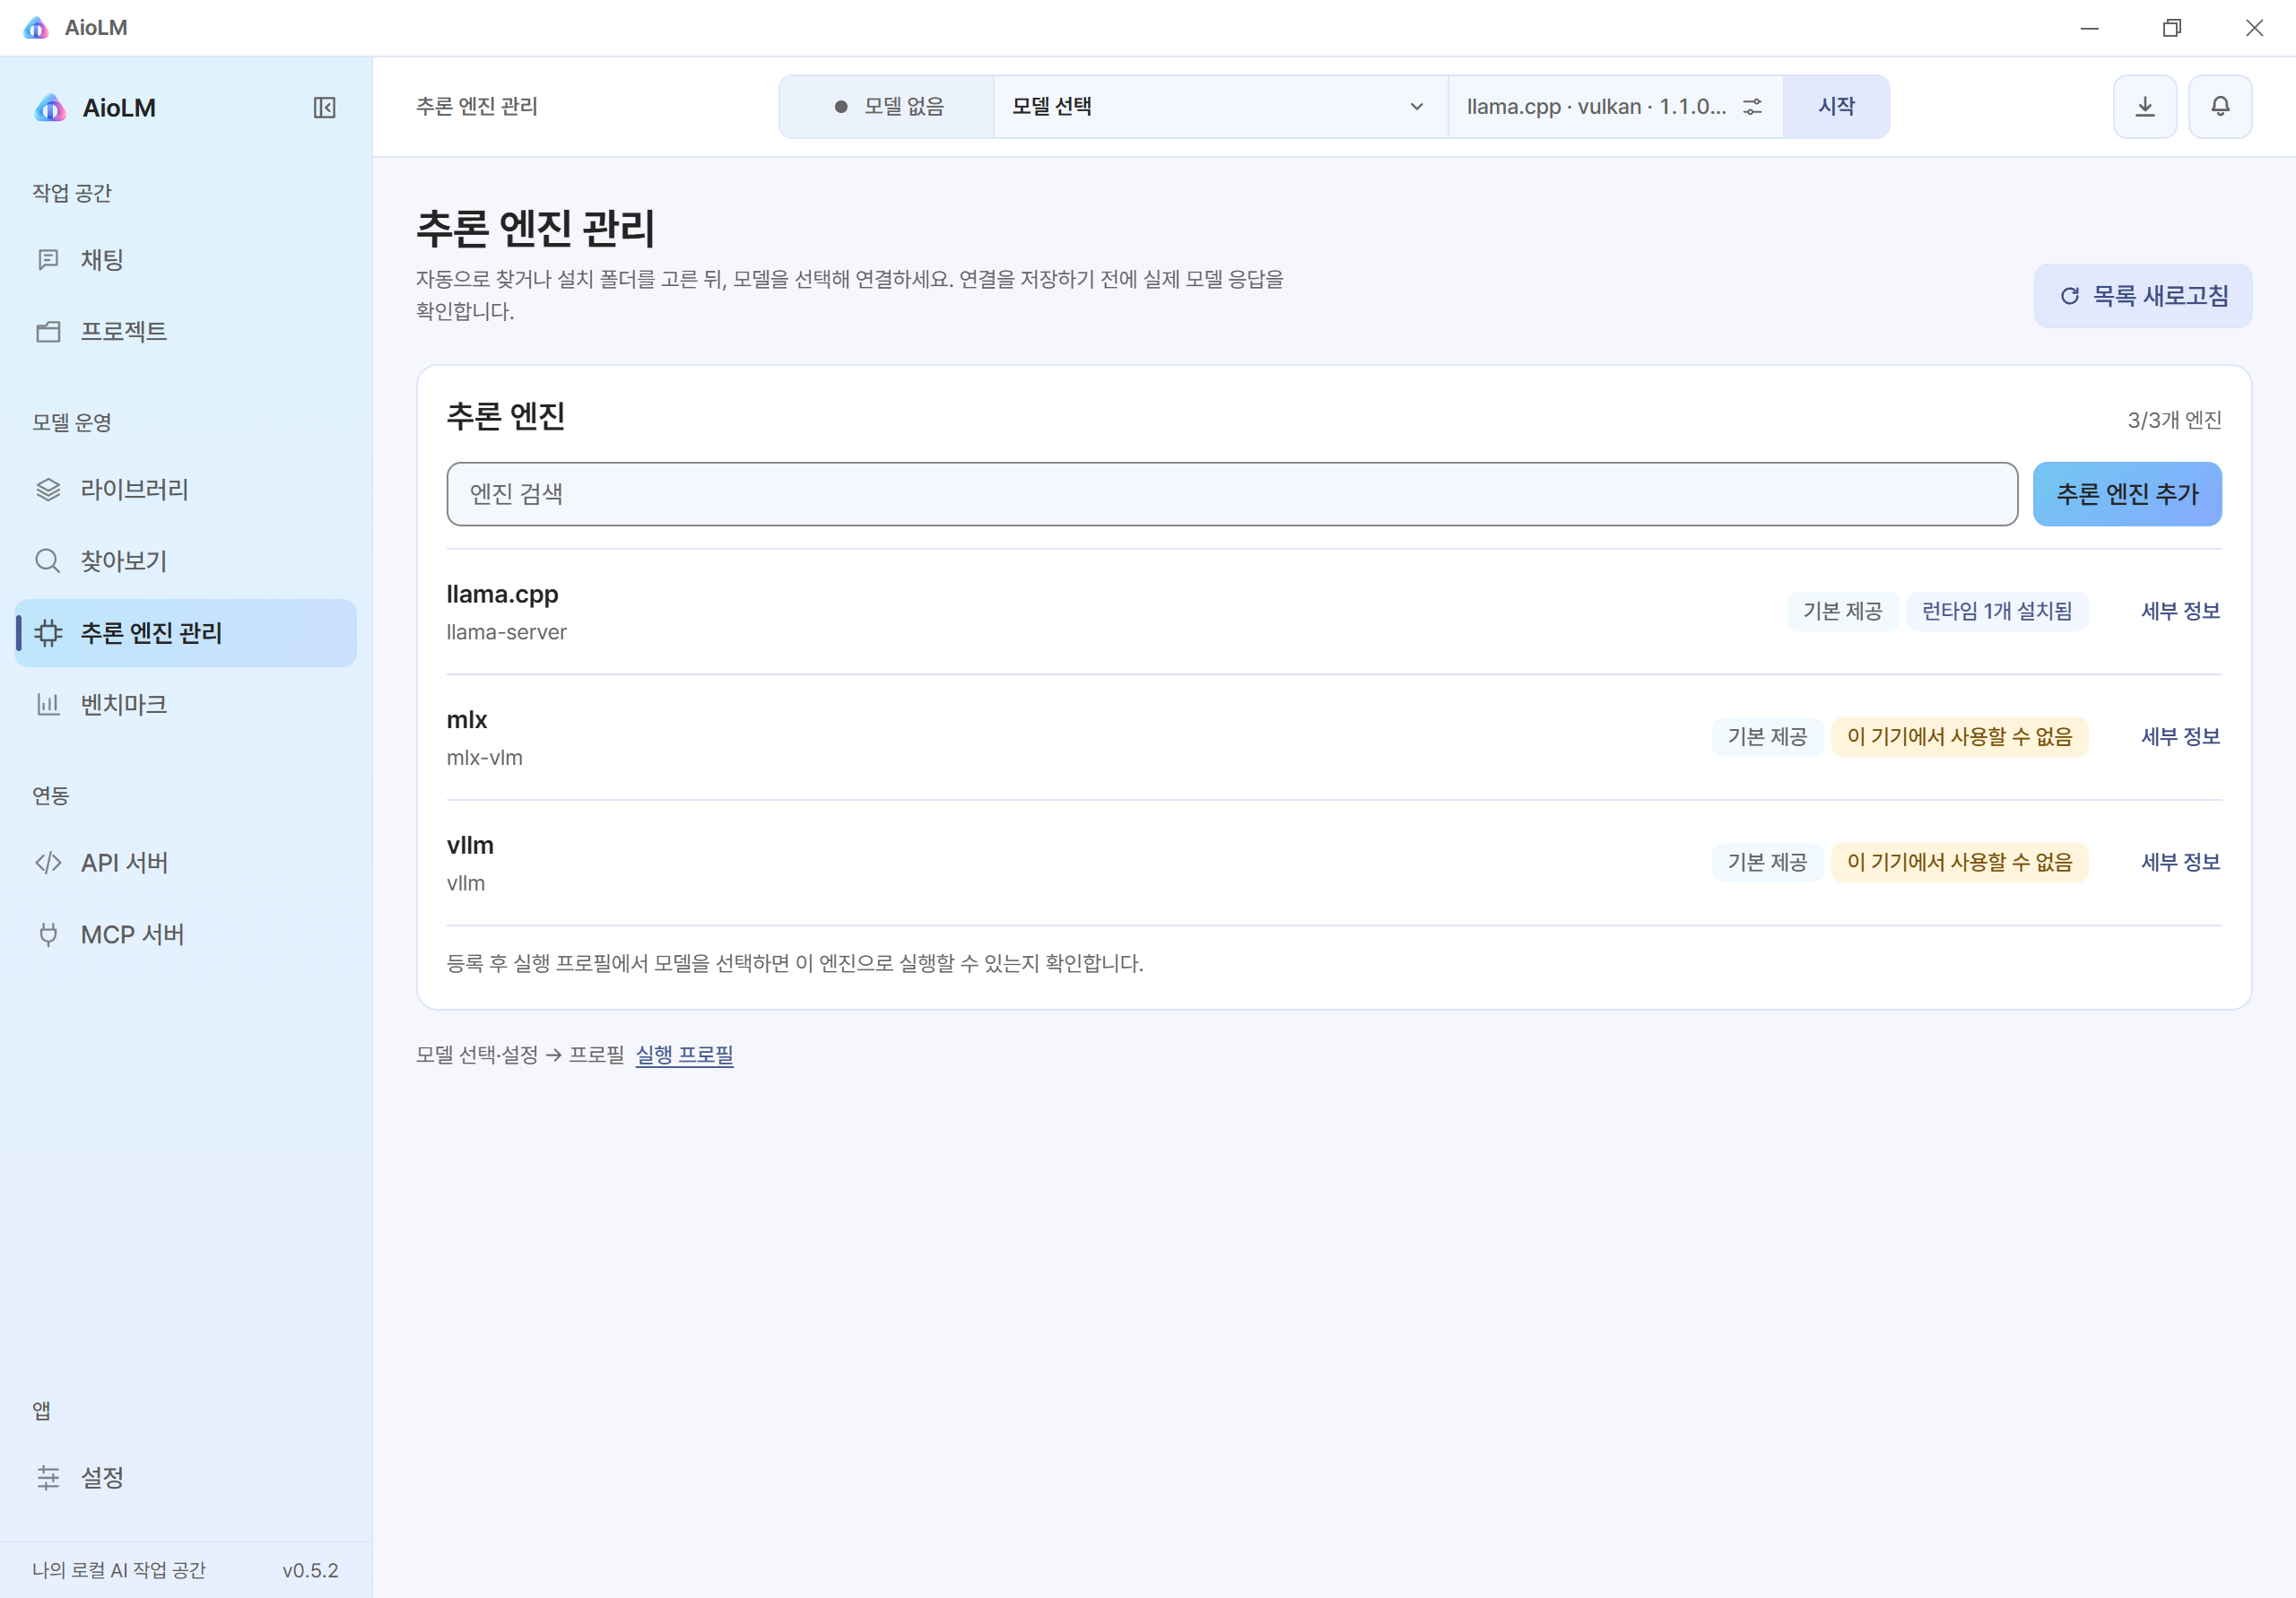 AioLM
AioLM
작업 공간
채팅
프로젝트
모델 운영
라이브러리
찾아보기
추론 엔진 관리
벤치마크
연동
API 서버
MCP 서버
앱
설정
나의 로컬 AI 작업 공간 v0.5.2
추론 엔진 관리
모델 없음
모델 선택
llama.cpp · vulkan · 1.1.0...
시작
추론 엔진 관리
자동으로 찾거나 설치 폴더를 고른 뒤, 모델을 선택해 연결하세요. 연결을 저장하기 전에 실제 모델 응답을
확인합니다.
목록 새로고침
추론 엔진
3/3개 엔진
엔진 검색
추론 엔진 추가
llama.cpp
llama-server
기본 제공 런타임 1개 설치됨 세부 정보
mlx
mlx-vlm
기본 제공 이 기기에서 사용할 수 없음 세부 정보
vllm
vllm
기본 제공 이 기기에서 사용할 수 없음 세부 정보
등록 후 실행 프로필에서 모델을 선택하면 이 엔진으로 실행할 수 있는지 확인합니다.
모델 선택·설정 → 프로필 실행 프로필